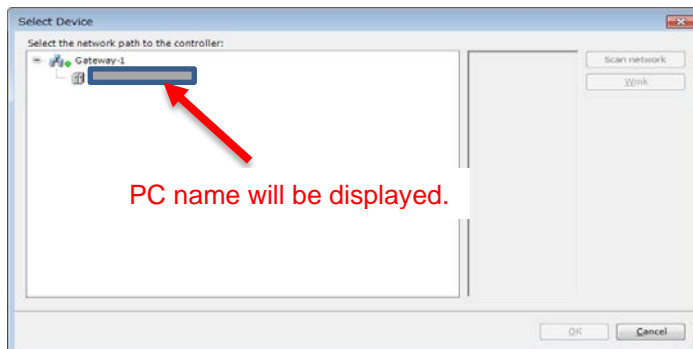 Select Device
Select the network path to the controller:
Gateway-1
Scan network
Wink
PC name will be displayed.
OK
Cancel